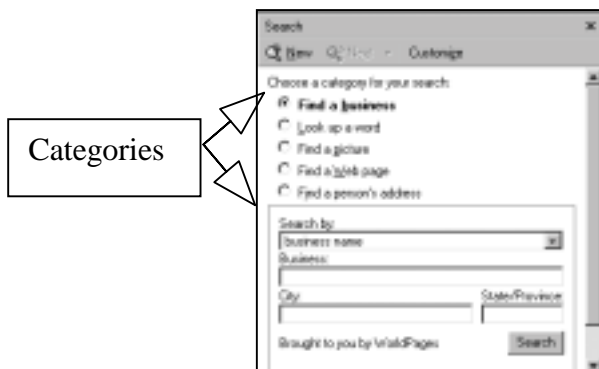 Search
New Next Customize
Choose a category for your search:
Find a business
Look up a word
Find a picture
Find a Web page
Find a person's address
Categories
Search by:
business name
Business:
City: State/Province:
Brought to you by WorldPages Search